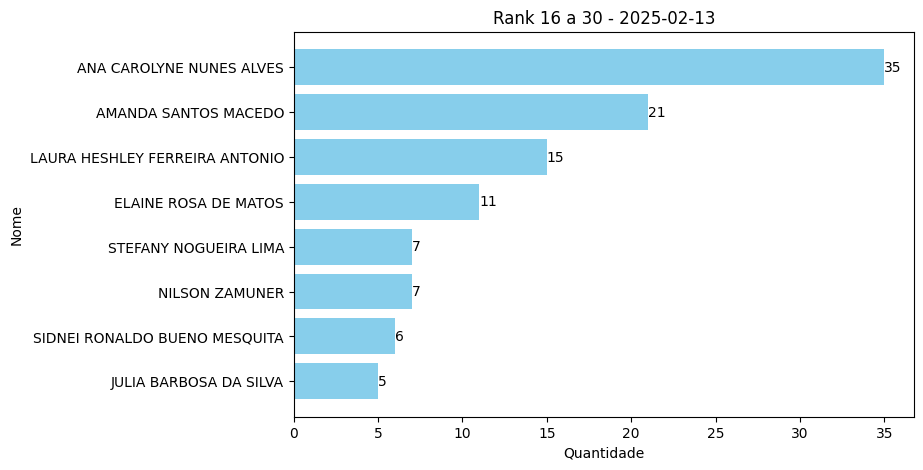 Rank 16 a 30 - 2025-02-13
ANA CAROLYNE NUNES ALVES 35
AMANDA SANTOS MACEDO 21
LAURA HESHLEY FERREIRA ANTONIO 15
ELAINE ROSA DE MATOS 11
STEFANY NOGUEIRA LIMA 7
NILSON ZAMUNER 7
SIDNEI RONALDO BUENO MESQUITA 6
JULIA BARBOSA DA SILVA 5
Nome
0 5 10 15 20 25 30 35
Quantidade